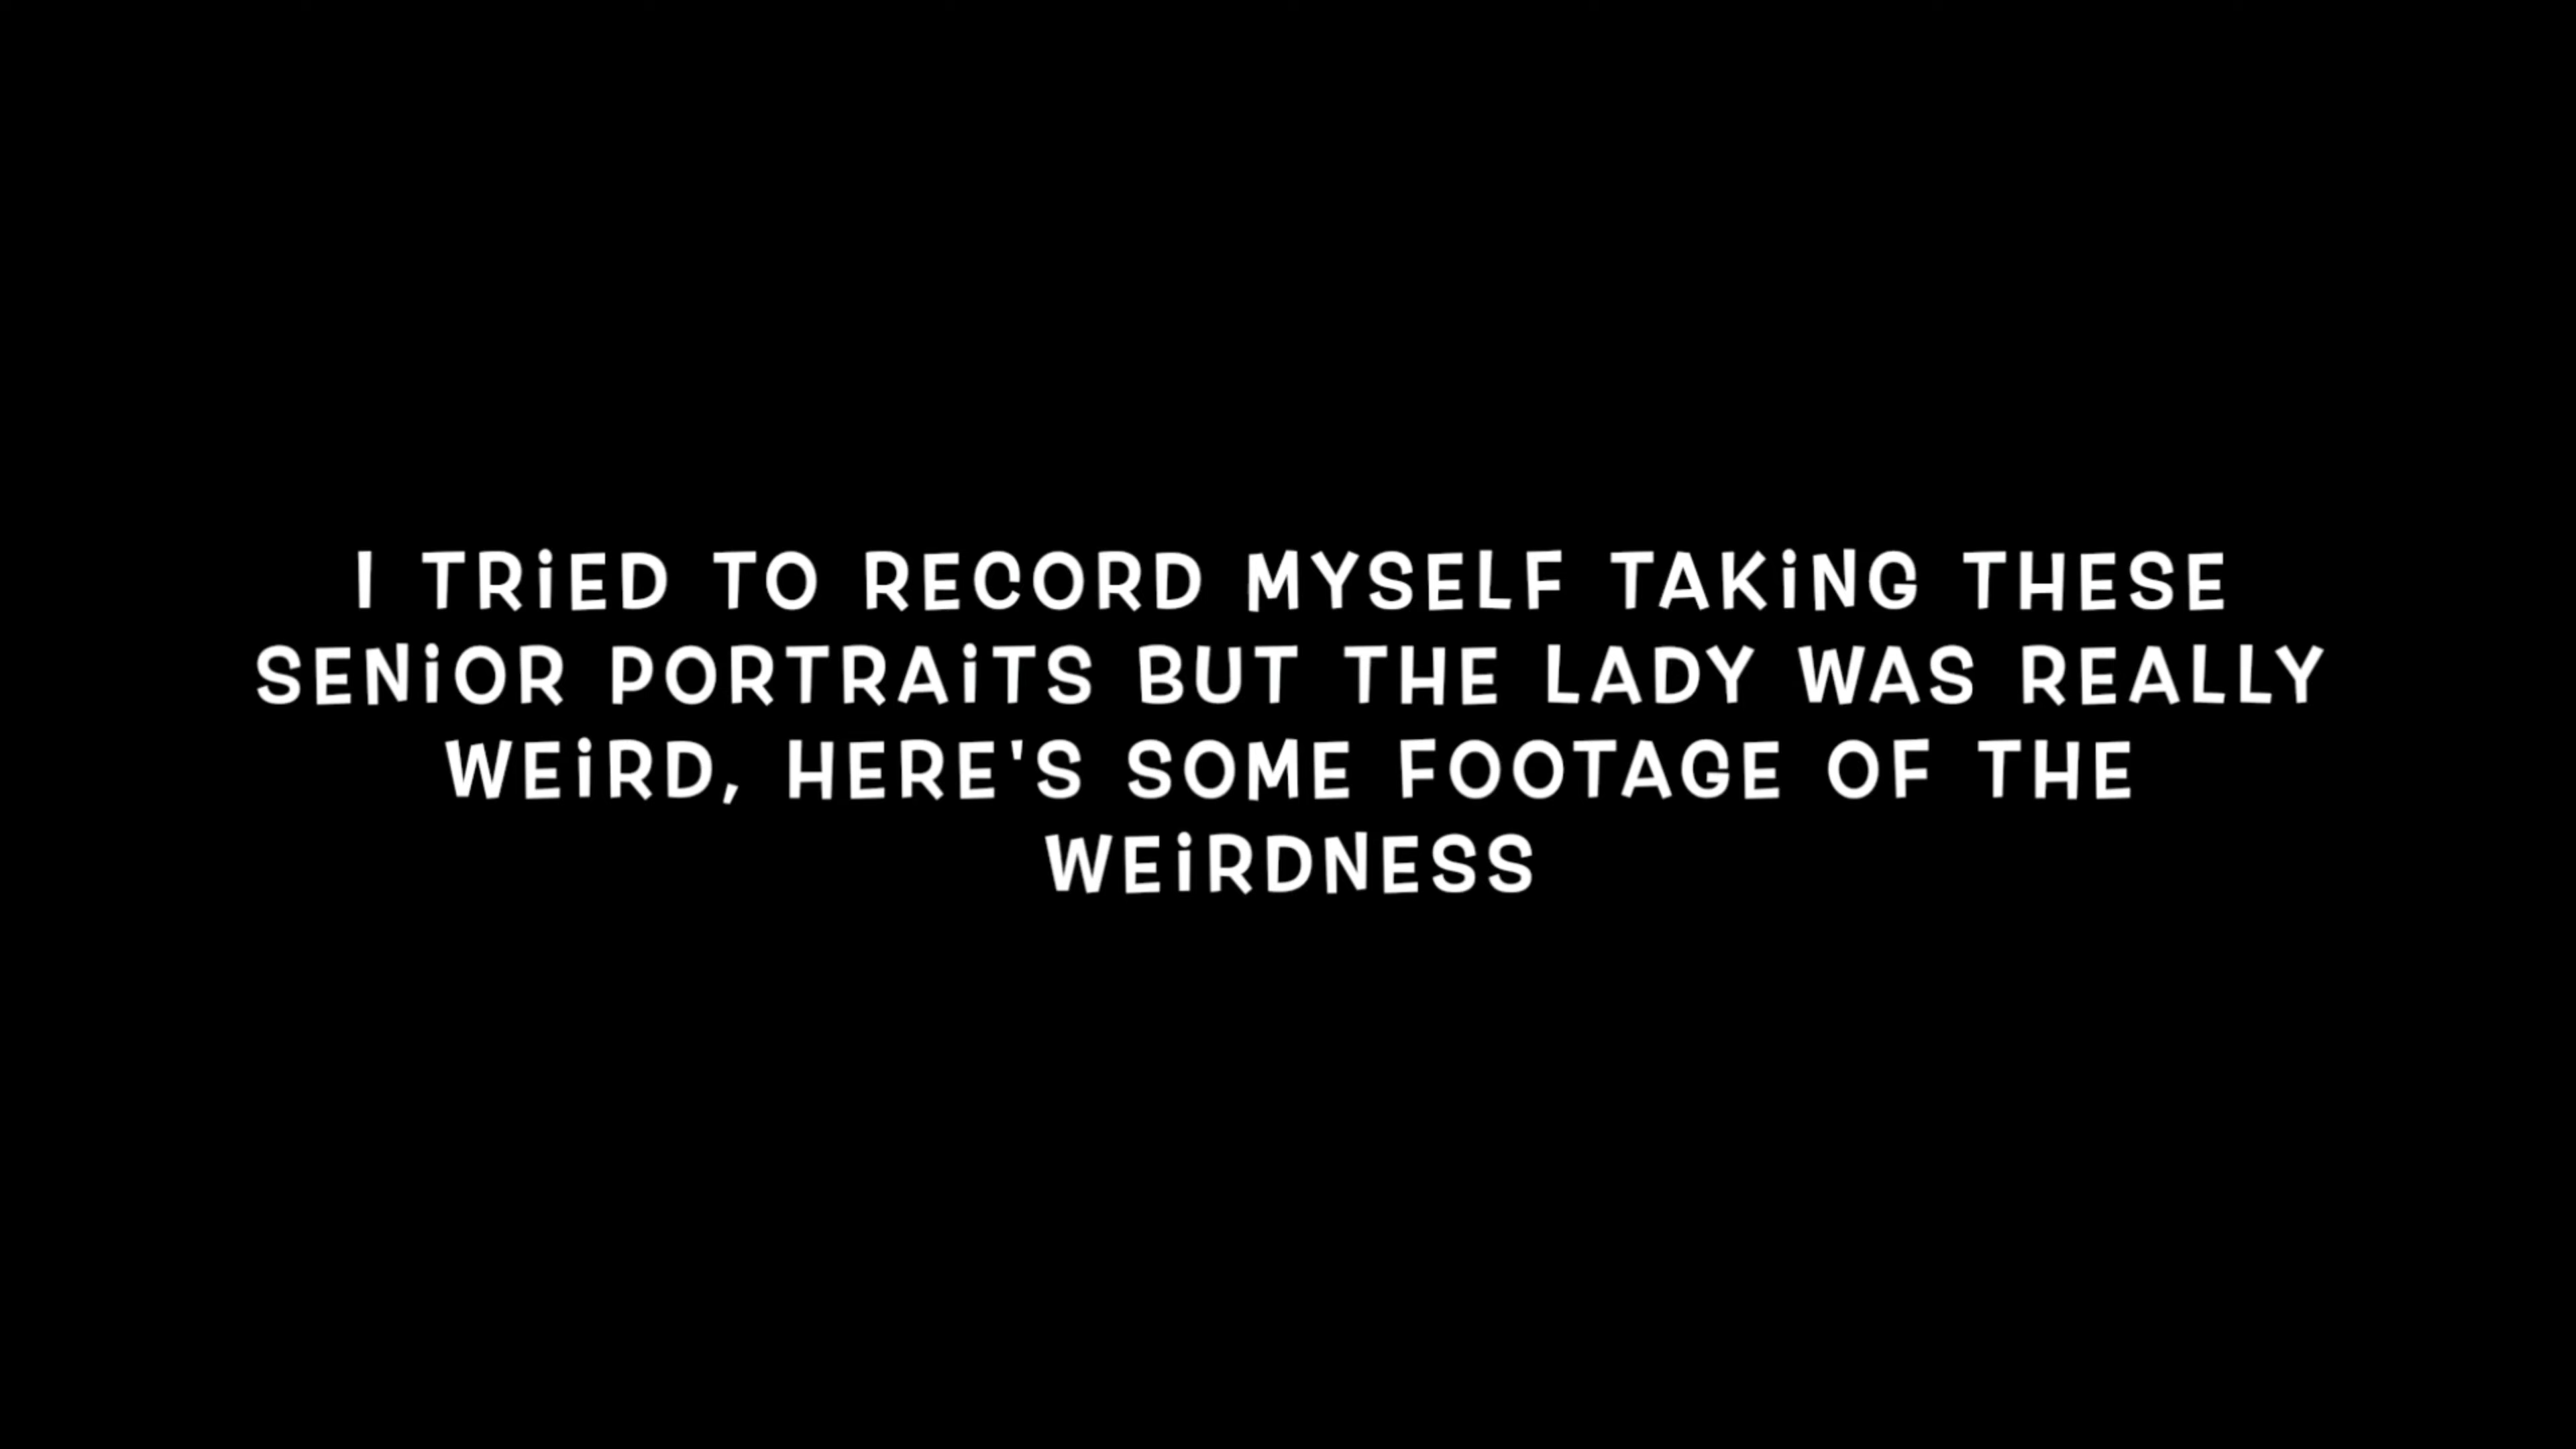 I TRiED TO RECORD MYSELF TAKiNG THESE
SENiOR PORTRAiTS BUT THE LADY WAS REALLY
WEiRD, HERE'S SOME FOOTAGE OF THE
WEiRDNESS